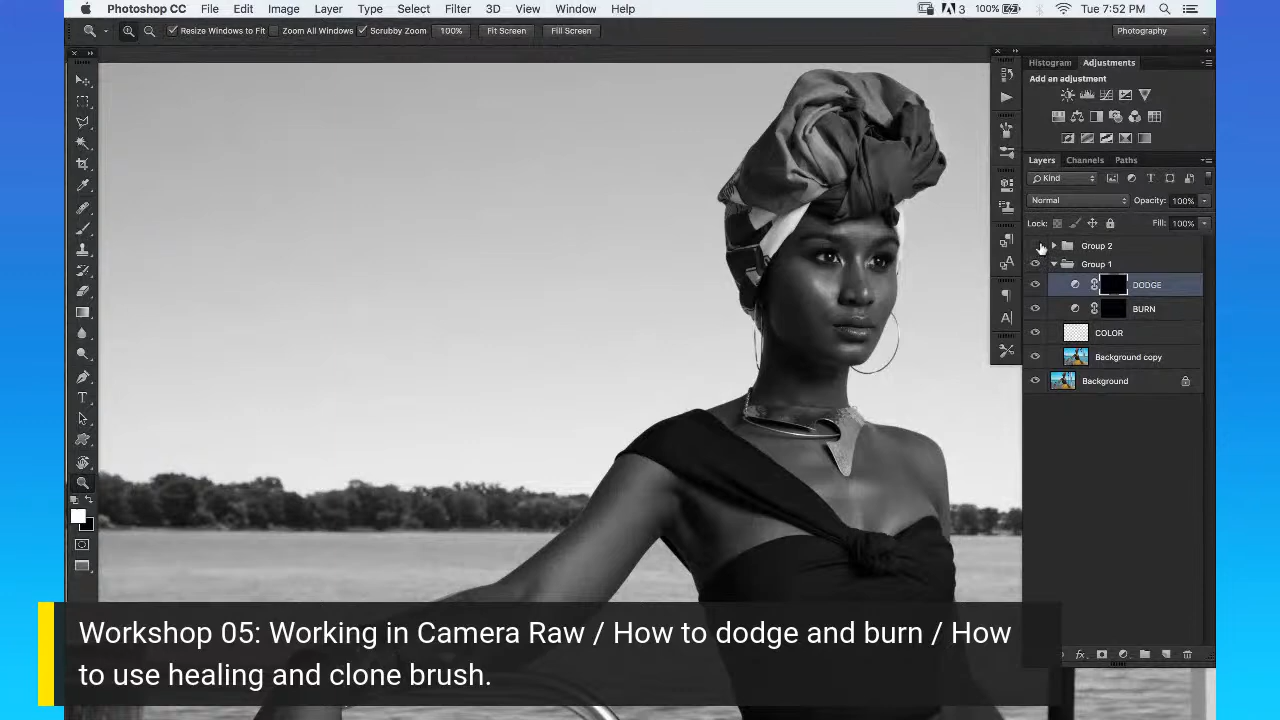 Photoshop CC File Edit Image Layer Type Select Filter 3D View Window Help 3 100% Tue 7:52 PM
Resize Windows to Fit Zoom All Windows Scrubby Zoom 100% Fit Screen Fill Screen Photography
Histogram Adjustments
Add an adjustment
Layers Channels Paths
Kind
Normal Opacity: 100%
Lock: Fill: 100%
Group 2
Group 1
DODGE
BURN
COLOR
Background copy
Background
Workshop 05: Working in Camera Raw / How to dodge and burn / How
to use healing and clone brush.